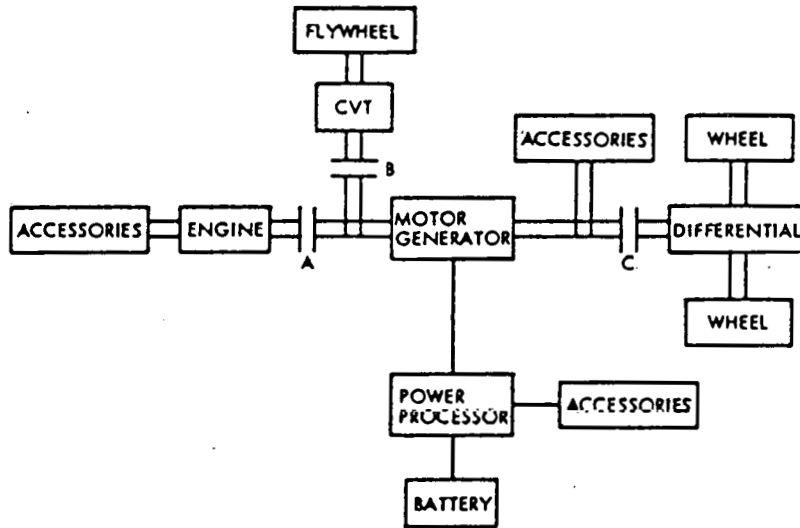 FLYWHEEL
CVT
B
ACCESSORIES
WHEEL
ACCESSORIES
ENGINE
A
MOTOR
GENERATOR
C
DIFFERENTIAL
WHEEL
POWER
PROCESSOR
ACCESSORIES
BATTERY